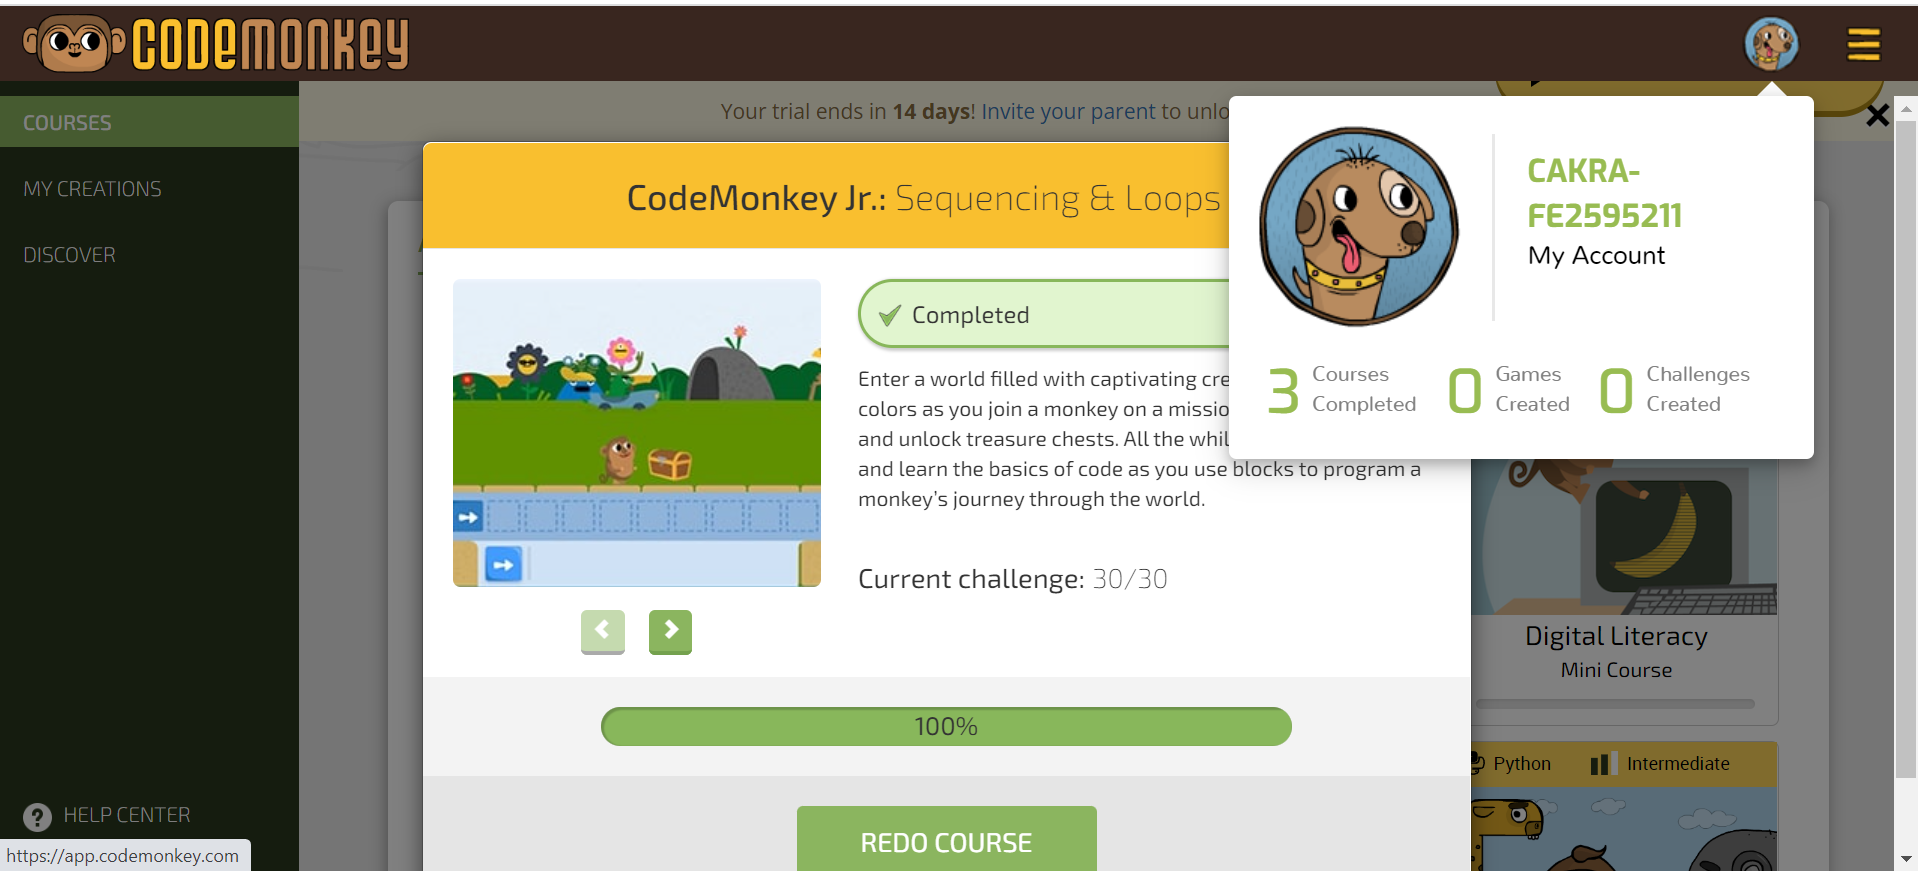 CODEMONKEY
COURSES
MY CREATIONS
DISCOVER
HELP CENTER
https://app.codemonkey.com
Your trial ends in 14 days! Invite your parent to
CodeMonkey Jr.: Sequencing & Loops
Completed
Enter a world filled with captivating
colors as you join a monkey on a
and unlock treasure chests. All the
and learn the basics of code as you use blocks to program a
monkey’s journey through the world.
Current challenge: 30/30
100%
REDO COURSE
CAKRA-
FE2595211
My Account
3 Courses Completed
0 Games Created
0 Challenges Created
Digital Literacy
Mini Course
Python Intermediate